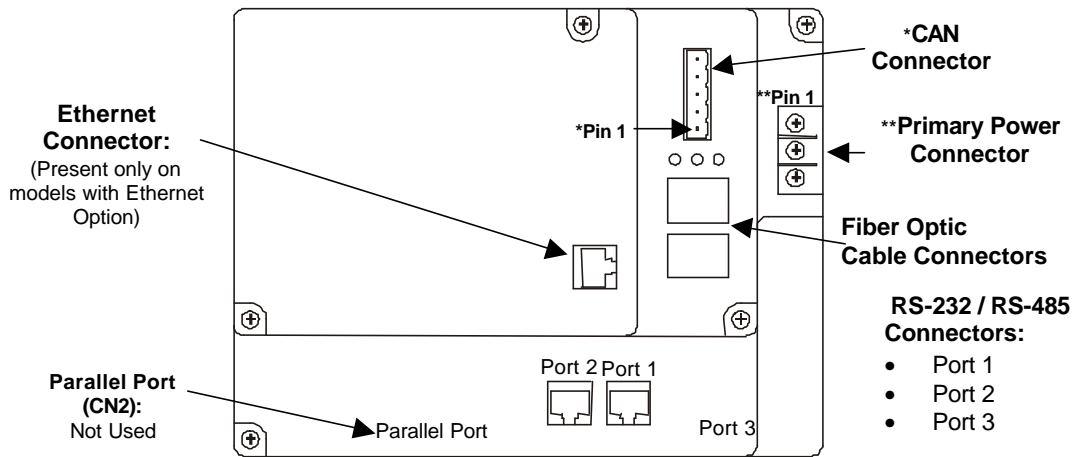 *CAN
Connector
**Pin 1
Ethernet
Connector:
(Present only on
models with Ethernet
Option)
*Pin 1
**Primary Power
Connector
Fiber Optic
Cable Connectors
RS-232 / RS-485
Connectors:
• Port 1
• Port 2
• Port 3
Port 2 Port 1
Parallel Port
(CN2):
Not Used
Parallel Port
Port 3